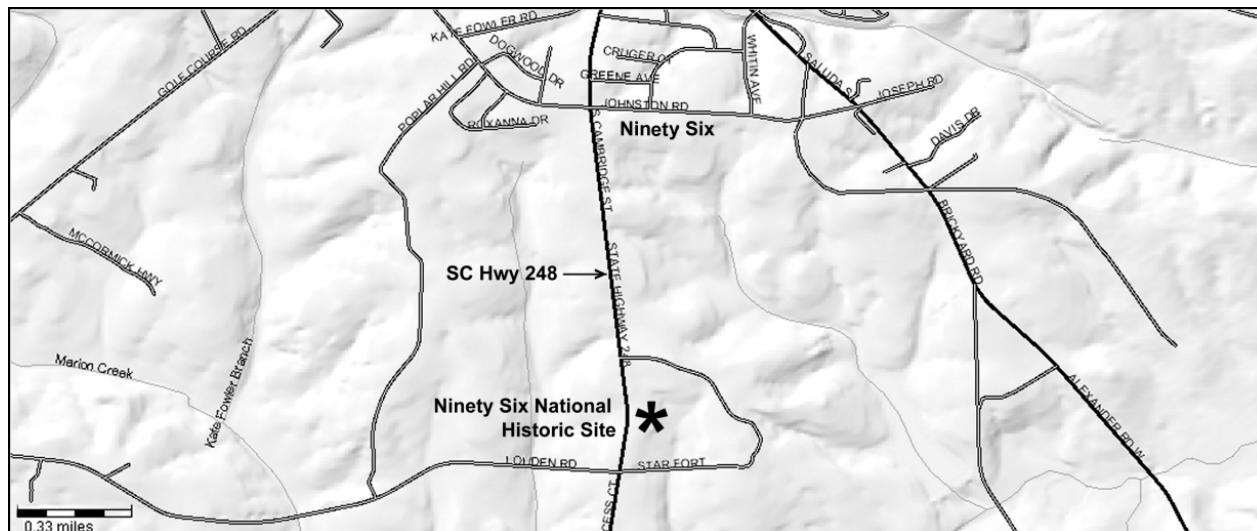 KATE FOWLER RD
GOLF COURSE RD
DOGWOOD DR
CRUGER CT
WHITIN AVE
SALUDA S
GREENE AVE
POPLAR HILL RD
JOHNSTON RD
JOSEPH RD
ROXANNA DR
Ninety Six
DAVIS DR
S CAMBRIDGE ST
MCCORMICK HWY
BRICKYARD RD
SC Hwy 248
STATE HIGHWAY 248
Marion Creek
Kate Fowler Branch
ALEXANDER RD W
Ninety Six National
Historic Site
*
LOUDEN RD
STAR FORT
CESS CT
0.33 miles